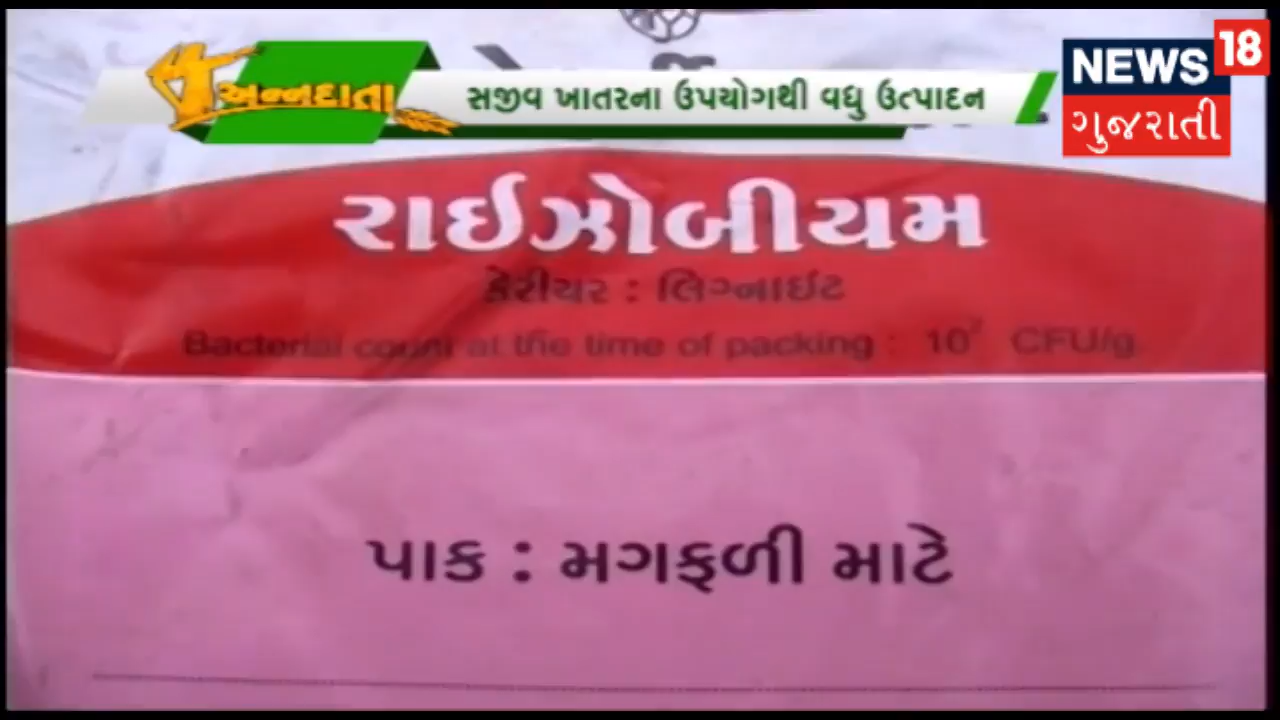 અન્નદાતા
સજીવ ખાતરના ઉપયોગથી વધુ ઉત્પાદન
NEWS 18
ગુજરાતી
રાઈઝોબીયમ
કેરીયર : લિગ્નાઈટ
Bacterial count at the time of packing : 10⁷ CFU/g
પાક : મગફળી માટે